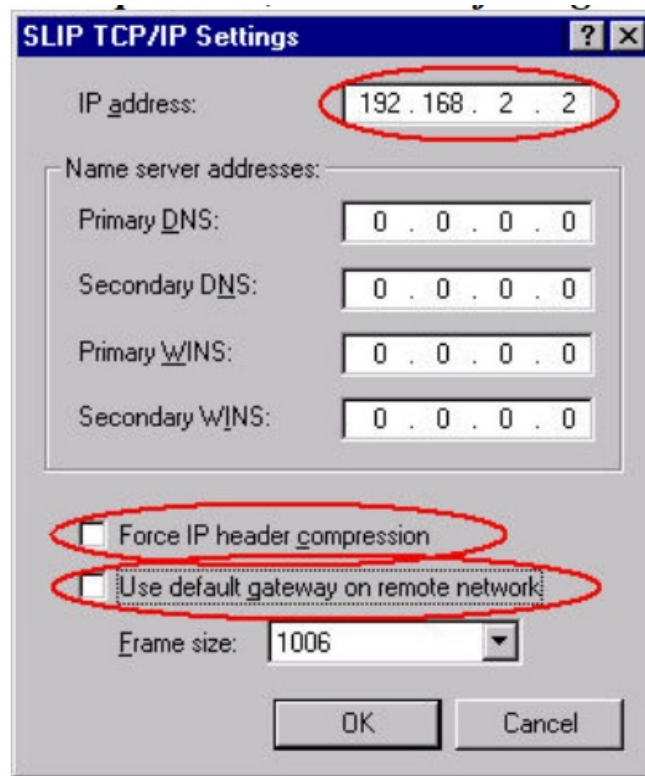 SLIP TCP/IP Settings ? ×
IP address: 192 . 168 . 2 . 2
Name server addresses:
Primary DNS: 0 . 0 . 0 . 0
Secondary DNS: 0 . 0 . 0 . 0
Primary WINS: 0 . 0 . 0 . 0
Secondary WINS: 0 . 0 . 0 . 0
Force IP header compression
Use default gateway on remote network
Frame size: 1006
OK Cancel